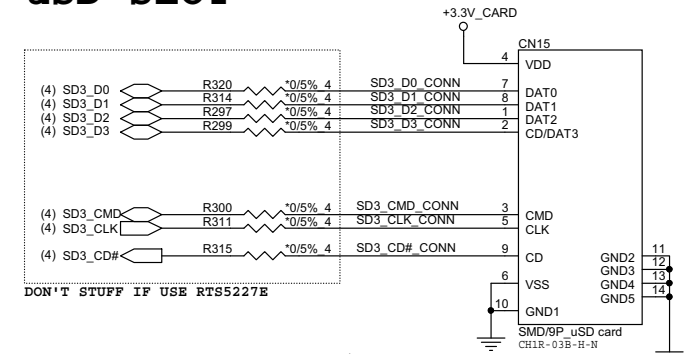 +3.3V_CARD
CN15
4 VDD
(4) SD3_D0 R320 *0/5%_4 SD3_D0_CONN 7 DAT0
(4) SD3_D1 R314 *0/5%_4 SD3_D1_CONN 8 DAT1
(4) SD3_D2 R297 *0/5%_4 SD3_D2_CONN 1 DAT2
(4) SD3_D3 R299 *0/5%_4 SD3_D3_CONN 2 CD/DAT3
(4) SD3_CMD R300 *0/5%_4 SD3_CMD_CONN 3 CMD
(4) SD3_CLK R311 *0/5%_4 SD3_CLK_CONN 5 CLK
(4) SD3_CD# R315 *0/5%_4 SD3_CD#_CONN 9 CD
GND2 11
GND3 12
6 VSS GND4 13
GND5 14
DON'T STUFF IF USE RTS5227E
10 GND1
SMD/9P_uSD card
CH1R-03B-H-N